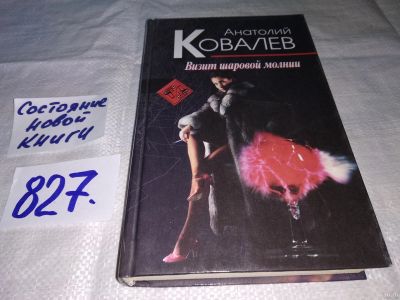 Анатолий
КОВАЛЕВ
Визит шаровой молнии
Состояние
новой
книги
827.